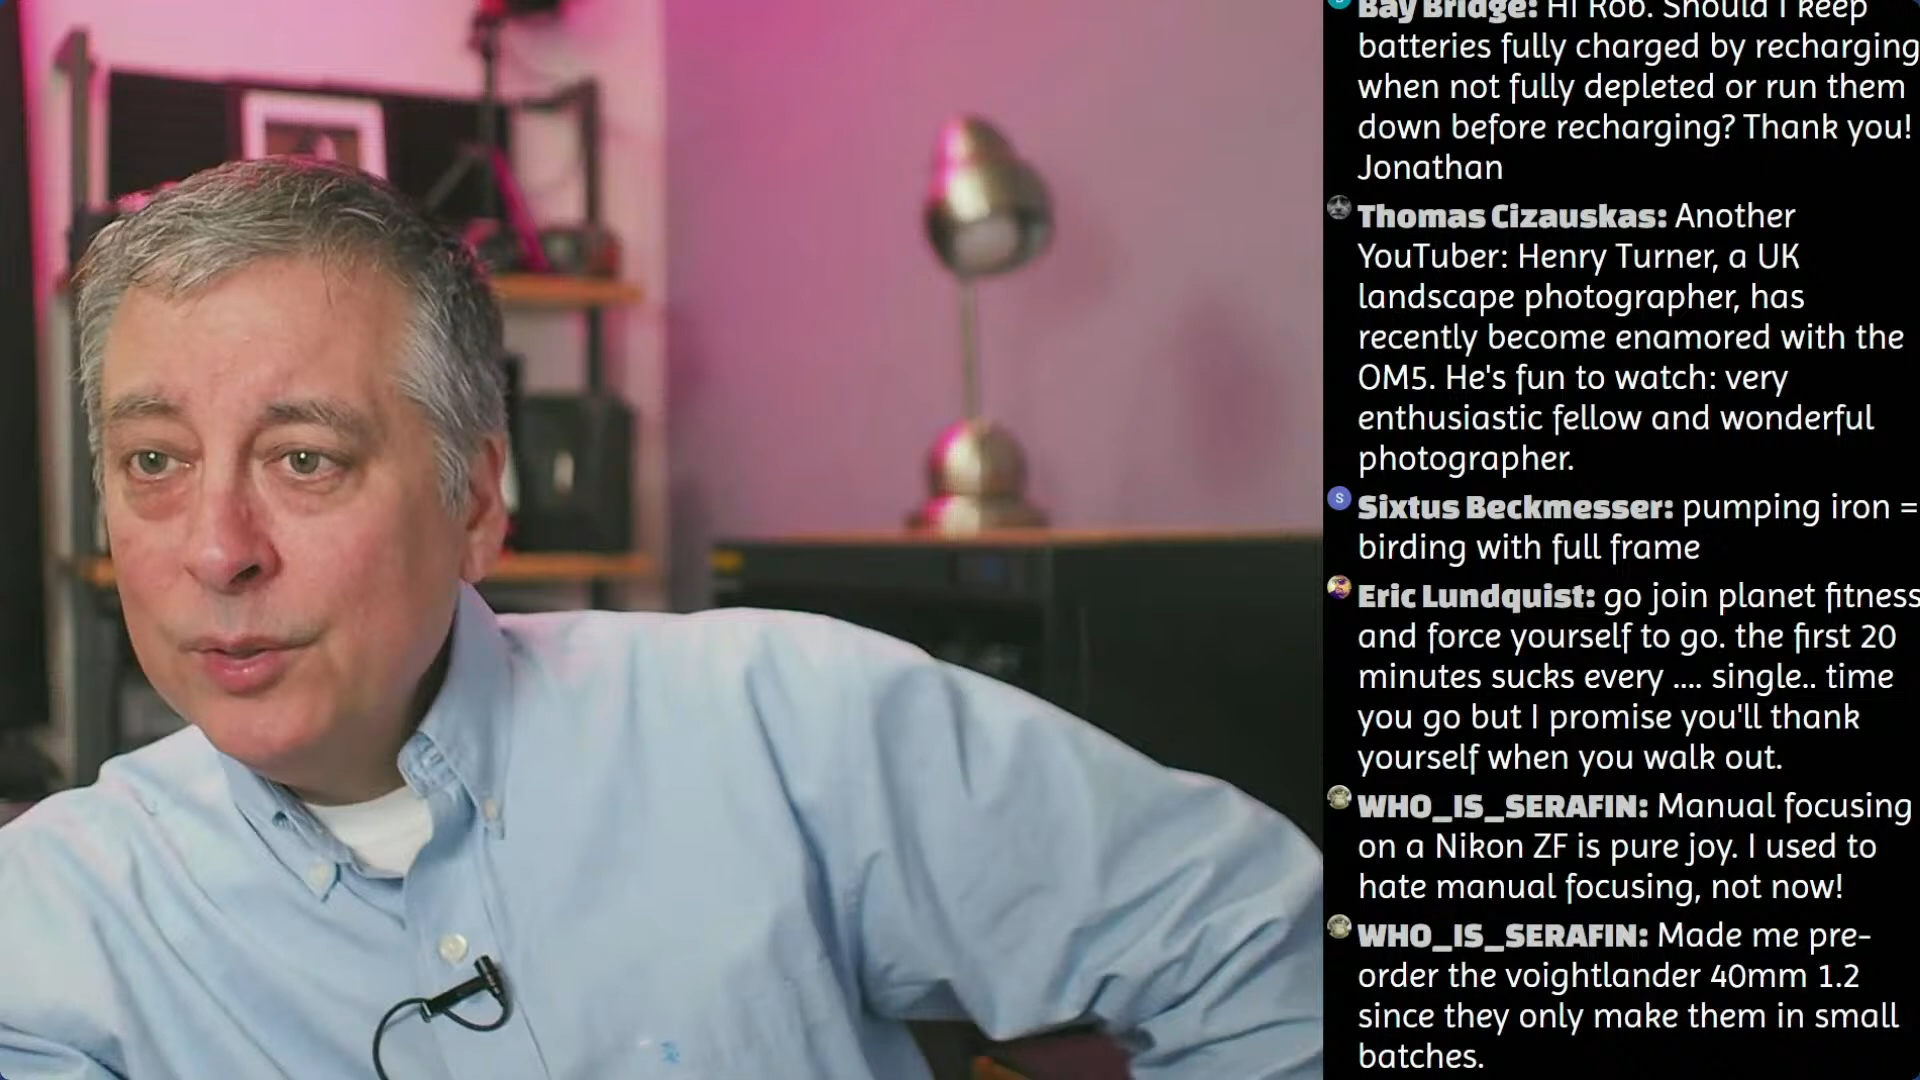 Bay Bridge: Hi Rob. Should I keep
batteries fully charged by recharging
when not fully depleted or run them
down before recharging? Thank you!
Jonathan
Thomas Cizauskas: Another
YouTuber: Henry Turner, a UK
landscape photographer, has
recently become enamored with the
OM5. He's fun to watch: very
enthusiastic fellow and wonderful
photographer.
S
Sixtus Beckmesser: pumping iron =
birding with full frame
Eric Lundquist: go join planet fitness
and force yourself to go. the first 20
minutes sucks every .... single.. time
you go but I promise you'll thank
yourself when you walk out.
WHO_IS_SERAFIN: Manual focusing
on a Nikon ZF is pure joy. I used to
hate manual focusing, not now!
WHO_IS_SERAFIN: Made me pre-
order the voightlander 40mm 1.2
since they only make them in small
batches.